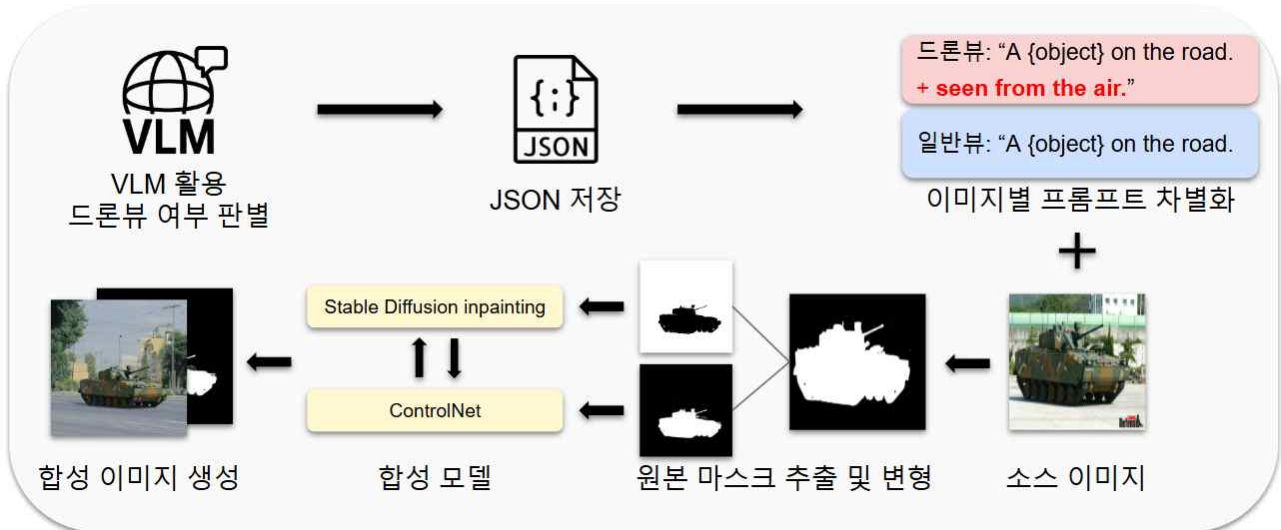 VLM
VLM 활용
드론뷰 여부 판별
{;}
JSON
JSON 저장
드론뷰: “A {object} on the road.
+ seen from the air.”
일반뷰: “A {object} on the road.
이미지별 프롬프트 차별화
+
Stable Diffusion inpainting
ControlNet
합성 이미지 생성
합성 모델
원본 마스크 추출 및 변형
소스 이미지